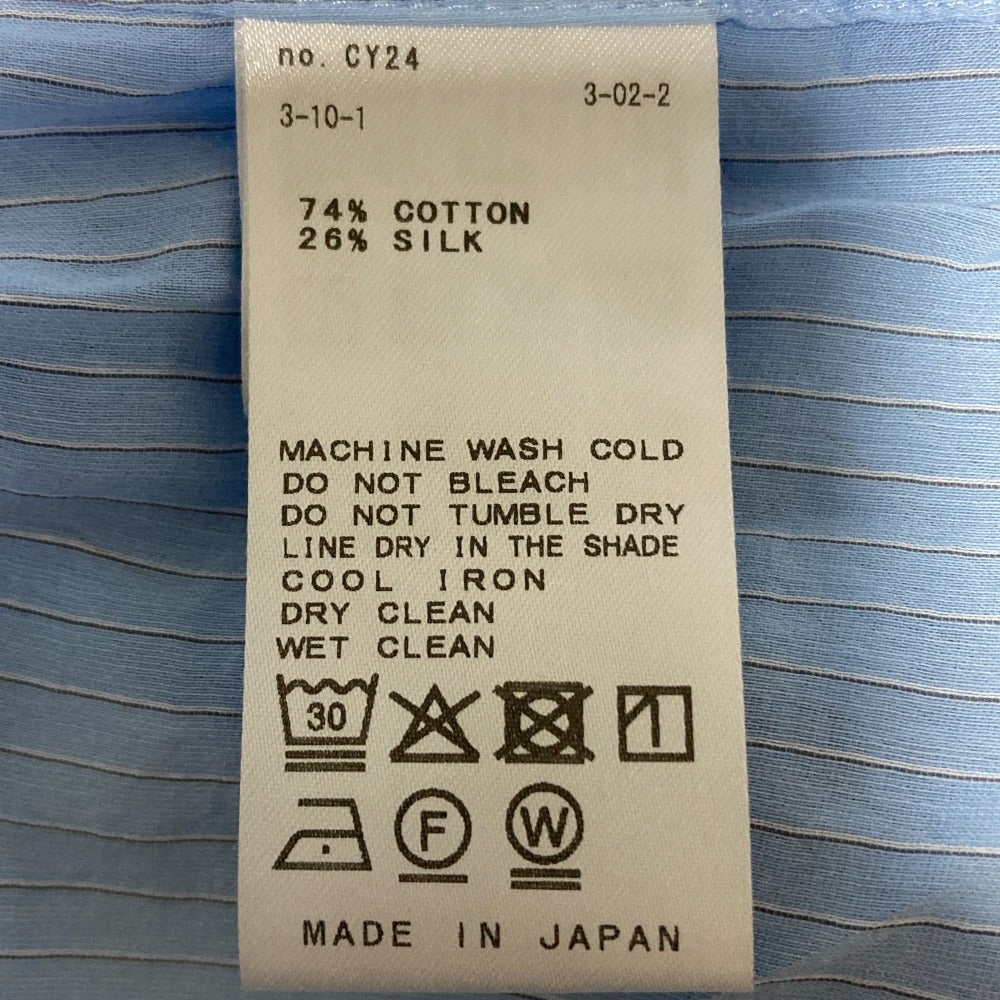 no. CY24
3-02-2
3-10-1
74% COTTON
26% SILK
MACHINE WASH COLD
DO NOT BLEACH
DO NOT TUMBLE DRY
LINE DRY IN THE SHADE
COOL IRON
DRY CLEAN
WET CLEAN
30
F W
MADE IN JAPAN